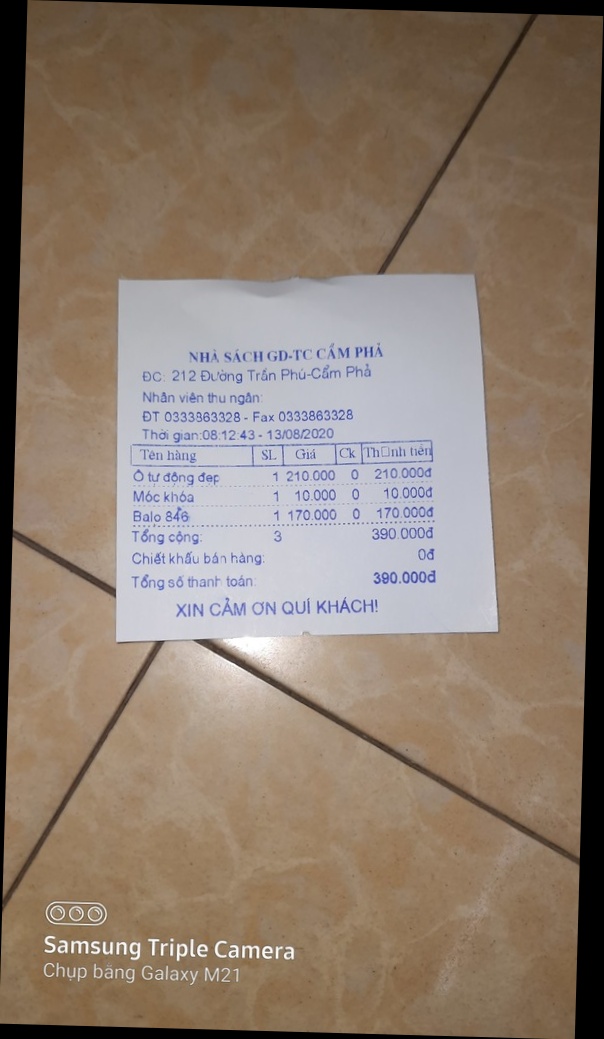 NHÀ SÁCH GD-TC CẨM PHẢ
ĐC: 212 Đường Trần Phú-Cẩm Phả
Nhân viên thu ngân:
ĐT 0333863328 - Fax 0333863328
Thời gian:08:12:43 - 13/08/2020
Tên hàng SL Giá Ck Th□nh tiền
Ô tự động đẹp 1 210.000 0 210.000đ
Móc khóa 1 10.000 0 10.000đ
Balo 846 1 170.000 0 170.000đ
Tổng cộng: 3 390.000đ
Chiết khấu bán hàng: 0đ
Tổng số thanh toán: 390.000đ
XIN CẢM ƠN QUÍ KHÁCH!
Samsung Triple Camera
Chụp bằng Galaxy M21